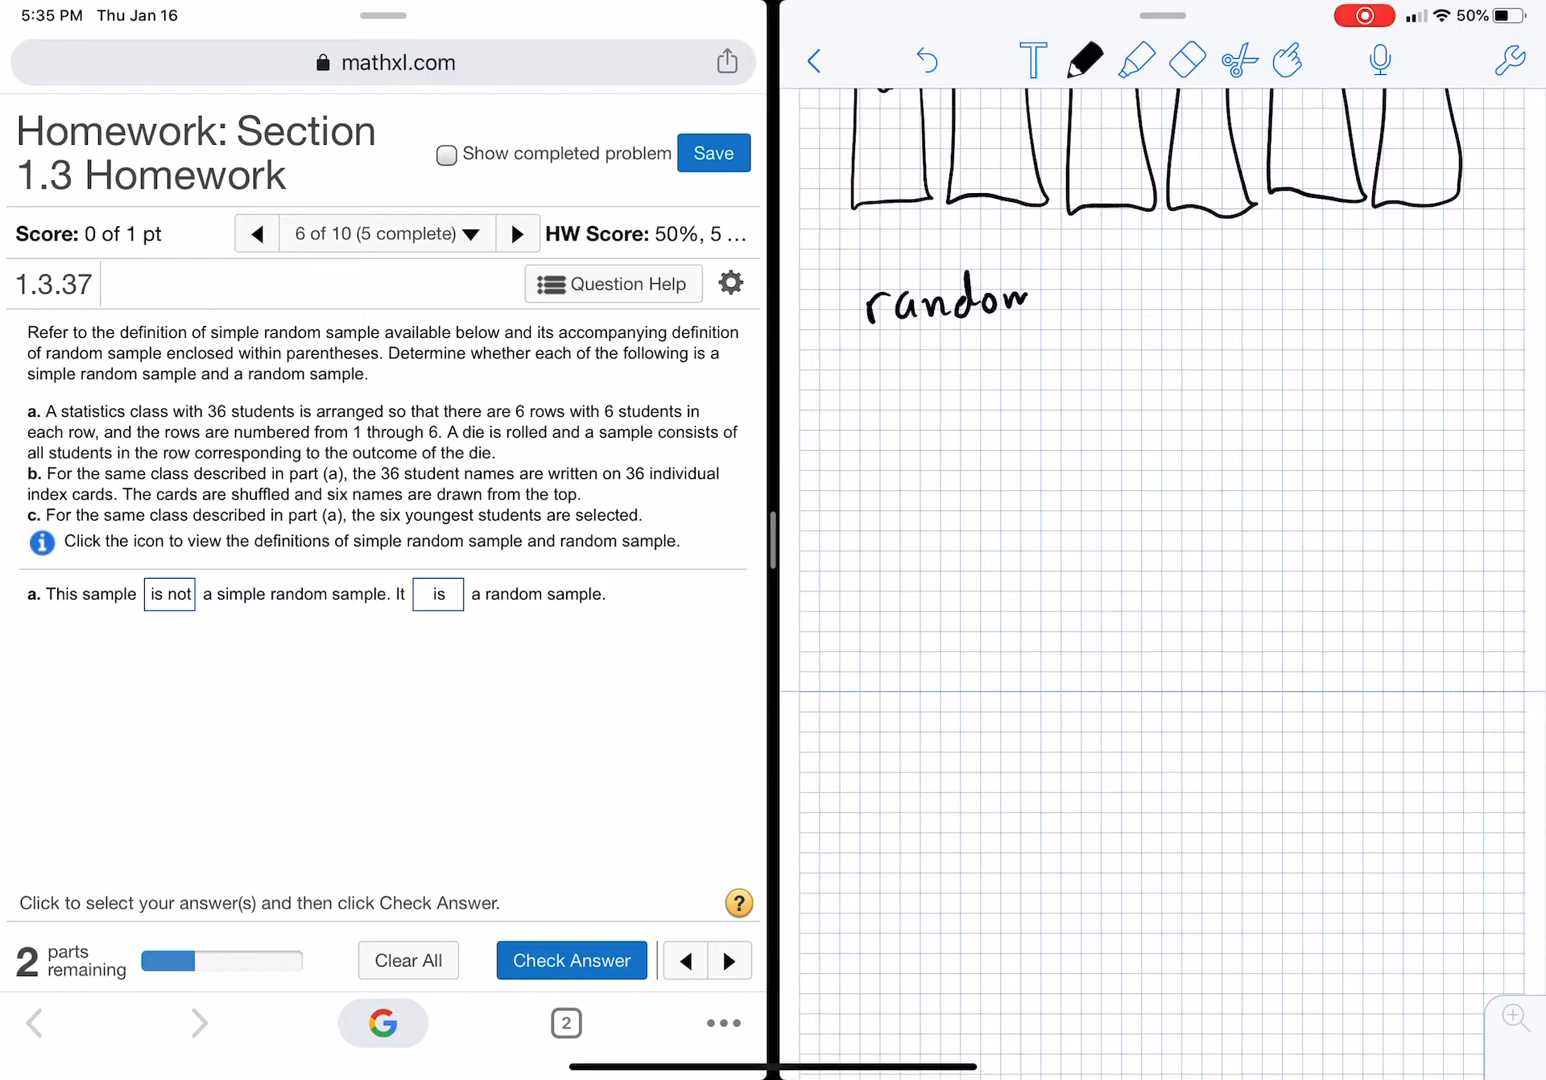 5:35 PM Thu Jan 16
50%
mathxl.com
Homework: Section
1.3 Homework
Show completed problem
Save
Score: 0 of 1 pt
6 of 10 (5 complete)
HW Score: 50%, 5 ...
1.3.37
Question Help
Refer to the definition of simple random sample available below and its accompanying definition
of random sample enclosed within parentheses. Determine whether each of the following is a
simple random sample and a random sample.
a. A statistics class with 36 students is arranged so that there are 6 rows with 6 students in
each row, and the rows are numbered from 1 through 6. A die is rolled and a sample consists of
all students in the row corresponding to the outcome of the die.
b. For the same class described in part (a), the 36 student names are written on 36 individual
index cards. The cards are shuffled and six names are drawn from the top.
c. For the same class described in part (a), the six youngest students are selected.
Click the icon to view the definitions of simple random sample and random sample.
a. This sample is not a simple random sample. It is a random sample.
Click to select your answer(s) and then click Check Answer.
?
2 parts
remaining
Clear All
Check Answer
2
T
random